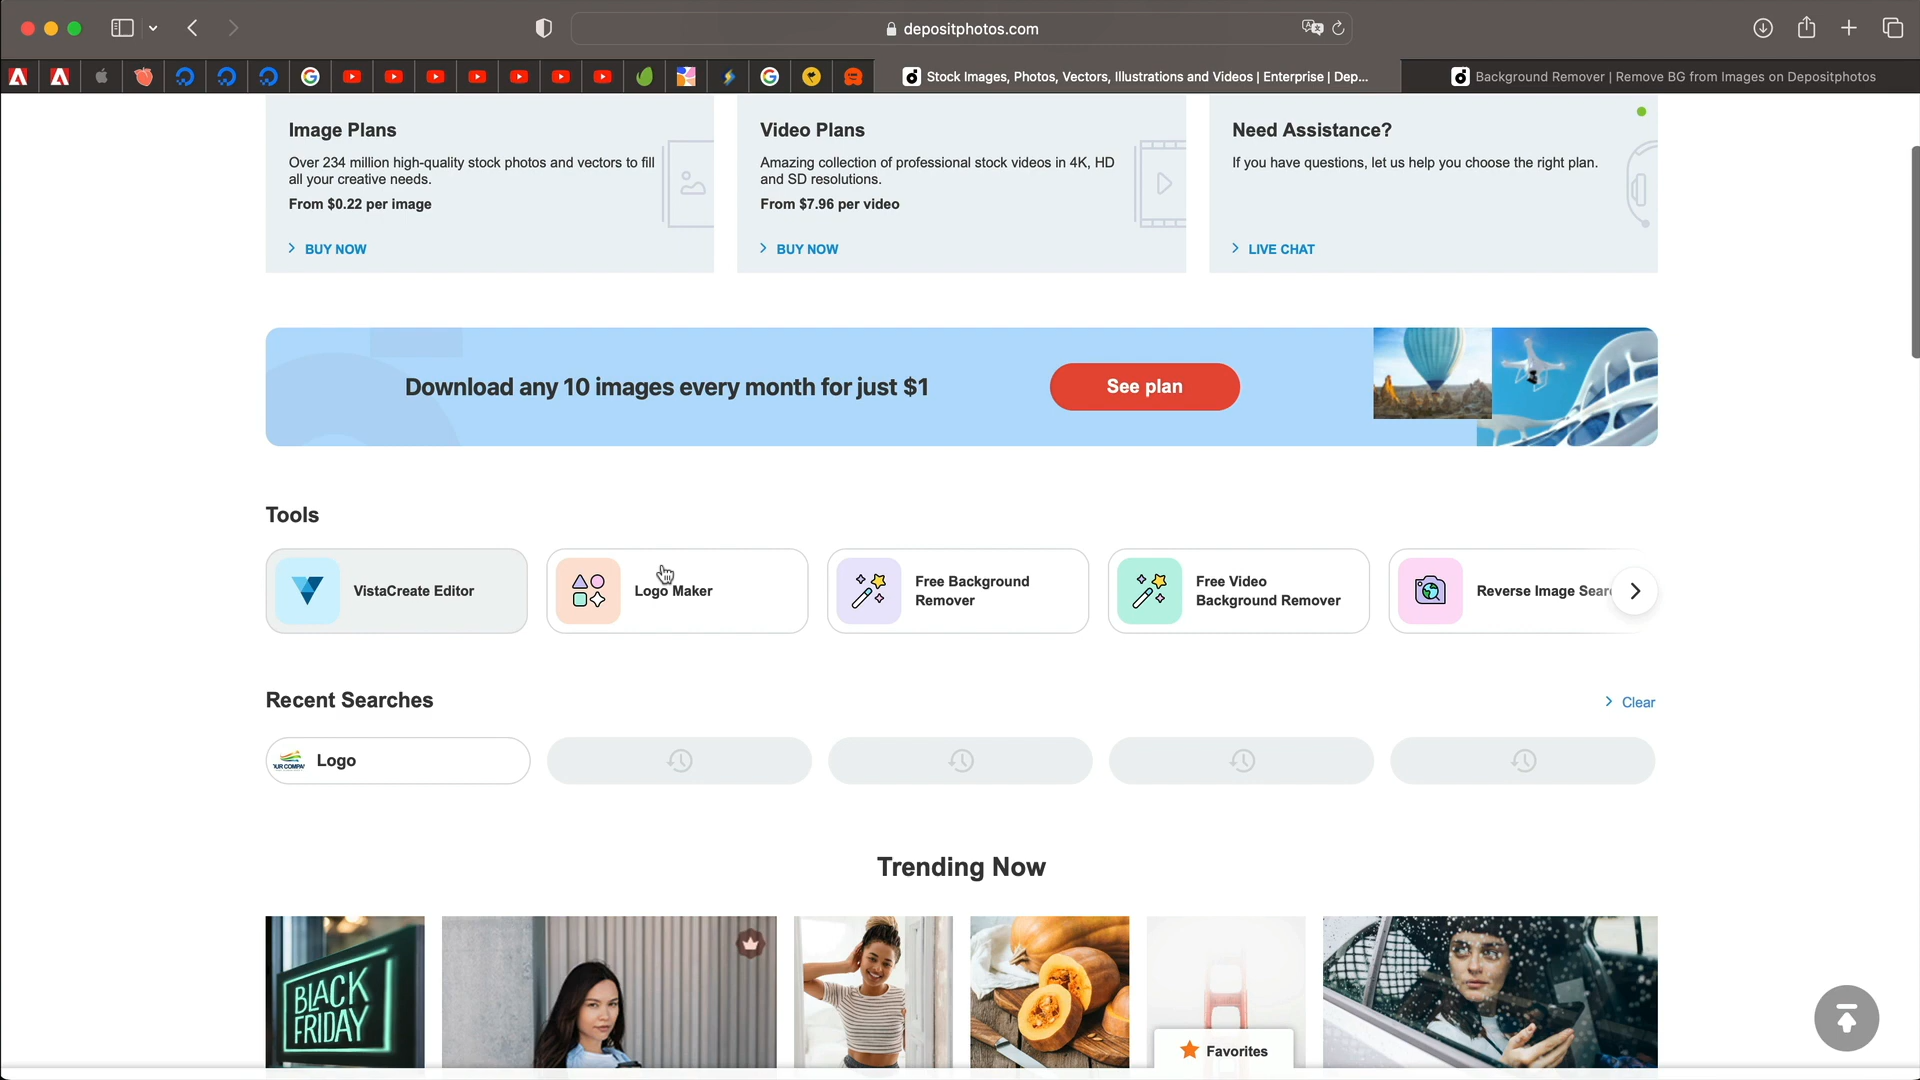 depositphotos.com
Stock Images, Photos, Vectors, Illustrations and Videos | Enterprise | Dep...
Background Remover | Remove BG from Images on Depositphotos
Image Plans
Over 234 million high-quality stock photos and vectors to fill
all your creative needs.
From $0.22 per image
BUY NOW
Video Plans
Amazing collection of professional stock videos in 4K, HD
and SD resolutions.
From $7.96 per video
BUY NOW
Need Assistance?
If you have questions, let us help you choose the right plan.
LIVE CHAT
Download any 10 images every month for just $1
See plan
Tools
VistaCreate Editor
Logo Maker
Free Background
Remover
Free Video
Background Remover
Reverse Image Sear
Recent Searches
Clear
UR COMPA
Logo
Trending Now
BLACK
FRIDAY
Favorites